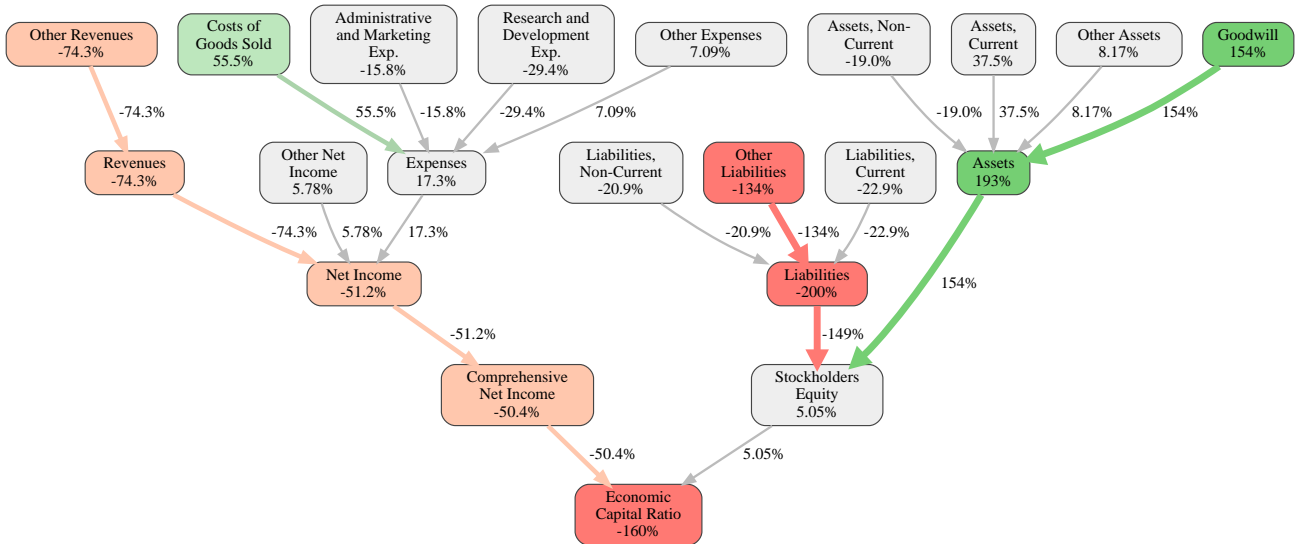 Other Revenues
-74.3%
Costs of
Goods Sold
55.5%
Administrative
and Marketing
Exp.
-15.8%
Research and
Development
Exp.
-29.4%
Other Expenses
7.09%
Assets, Non-
Current
-19.0%
Assets,
Current
37.5%
Other Assets
8.17%
Goodwill
154%
-74.3%
55.5%
-15.8%
-29.4%
7.09%
-19.0%
37.5%
8.17%
154%
Revenues
-74.3%
Other Net
Income
5.78%
Expenses
17.3%
Liabilities,
Non-Current
-20.9%
Other
Liabilities
-134%
Liabilities,
Current
-22.9%
Assets
193%
-74.3%
5.78%
17.3%
-20.9%
-134%
-22.9%
154%
Net Income
-51.2%
Liabilities
-200%
-51.2%
-149%
Comprehensive
Net Income
-50.4%
Stockholders
Equity
5.05%
-50.4%
5.05%
Economic
Capital Ratio
-160%